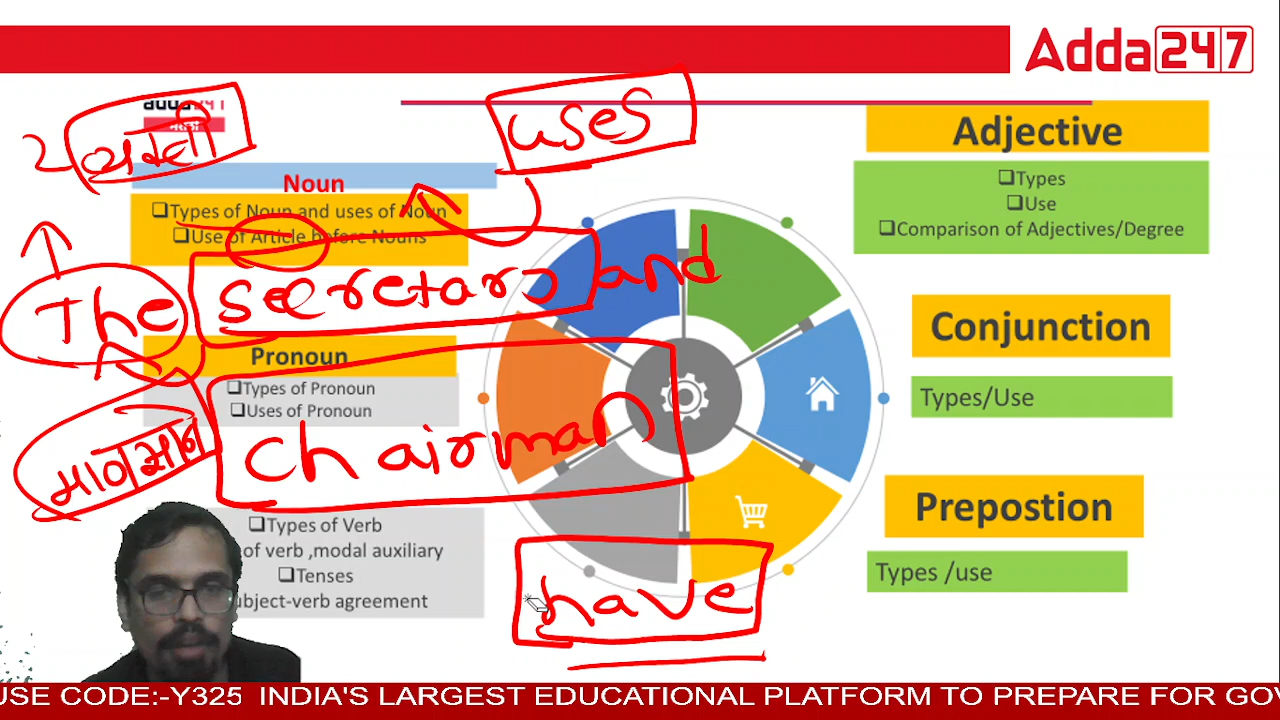 Adda247
adda247
मराठी
uses
Adjective
Types
Use
Comparison of Adjectives/Degree
Noun
Types of Noun and uses of Noun
Use of Article before Nouns
The secretary and
Pronoun
Types of Pronoun
Uses of Pronoun
chairman
Conjunction
Types/Use
Types of Verb
of verb ,modal auxiliary
Tenses
ubject-verb agreement
Prepostion
Types /use
have
USE CODE:-Y325 INDIA'S LARGEST EDUCATIONAL PLATFORM TO PREPARE FOR GOV